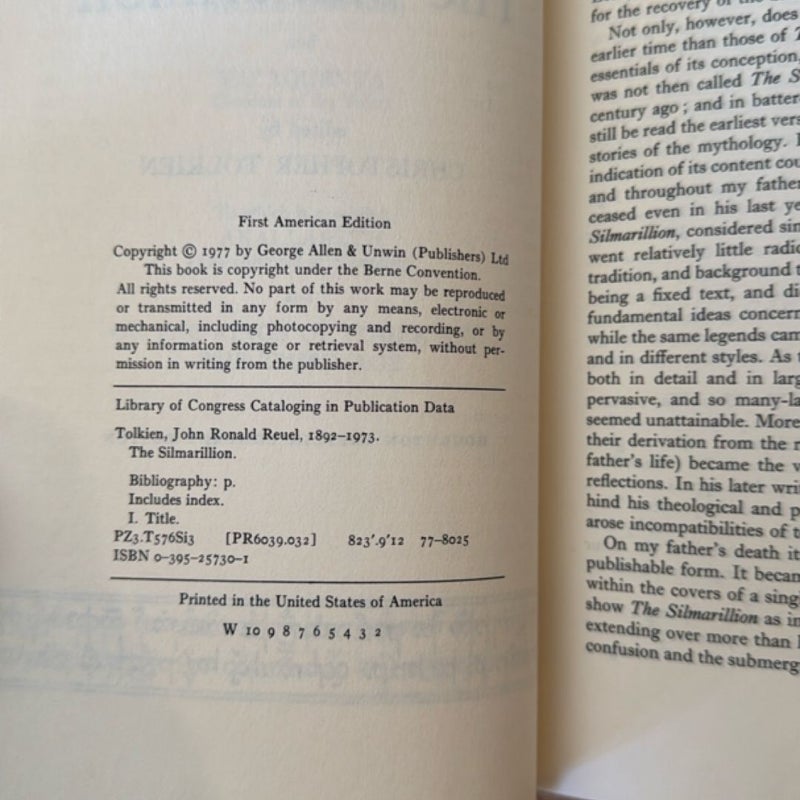 First American Edition
Copyright © 1977 by George Allen & Unwin (Publishers) Ltd
This book is copyright under the Berne Convention.
All rights reserved. No part of this work may be reproduced
or transmitted in any form by any means, electronic or
mechanical, including photocopying and recording, or by
any information storage or retrieval system, without per-
mission in writing from the publisher.
Library of Congress Cataloging in Publication Data
Tolkien, John Ronald Reuel, 1892–1973.
The Silmarillion.
Bibliography: p.
Includes index.
I. Title.
PZ3.T576Si3 [PR6039.032] 823'.9'12 77–8025
ISBN 0–395–25730–1
Printed in the United States of America
W 10 9 8 7 6 5 4 3 2
for the recovery of the
Not only, however, does
earlier time than those of
essentials of its conception,
was not then called The S
century ago; and in batter
still be read the earliest vers
stories of the mythology.
indication of its content cou
and throughout my father
ceased even in his last ye
Silmarillion, considered sim
went relatively little radic
tradition, and background t
being a fixed text, and di
fundamental ideas concern
while the same legends cam
and in different styles. As t
both in detail and in larg
pervasive, and so many-la
seemed unattainable. More
their derivation from the
father's life) became the v
reflections. In his later wri
hind his theological and p
arose incompatibilities of t
On my father's death it
publishable form. It becam
within the covers of a sing
show The Silmarillion as in
extending over more than
confusion and the submerg